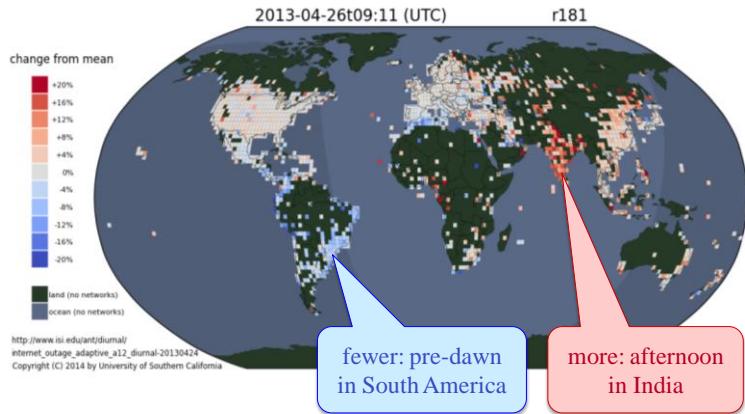 2013-04-26t09:11 (UTC) r181
change from mean
+20%
+16%
+12%
+8%
+4%
0%
-4%
-8%
-12%
-16%
-20%
land (no networks)
ocean (no networks)
http://www.isi.edu/ant/diurnal/
internet_outage_adaptive_a12_diurnal-20130424
Copyright (C) 2014 by University of Southern California
fewer: pre-dawn
in South America
more: afternoon
in India